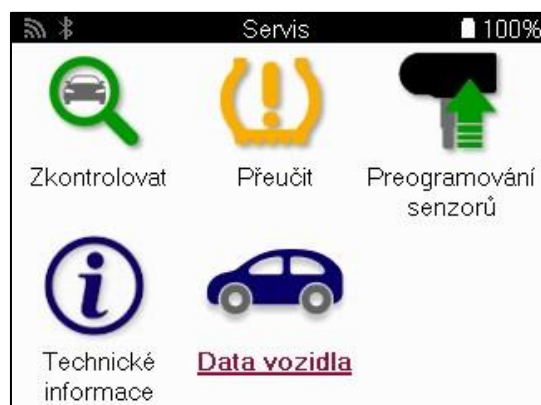 Servis 100%
Zkontrolovat Přeučit Preogramování
senzorů
Technické Data vozidla
informace